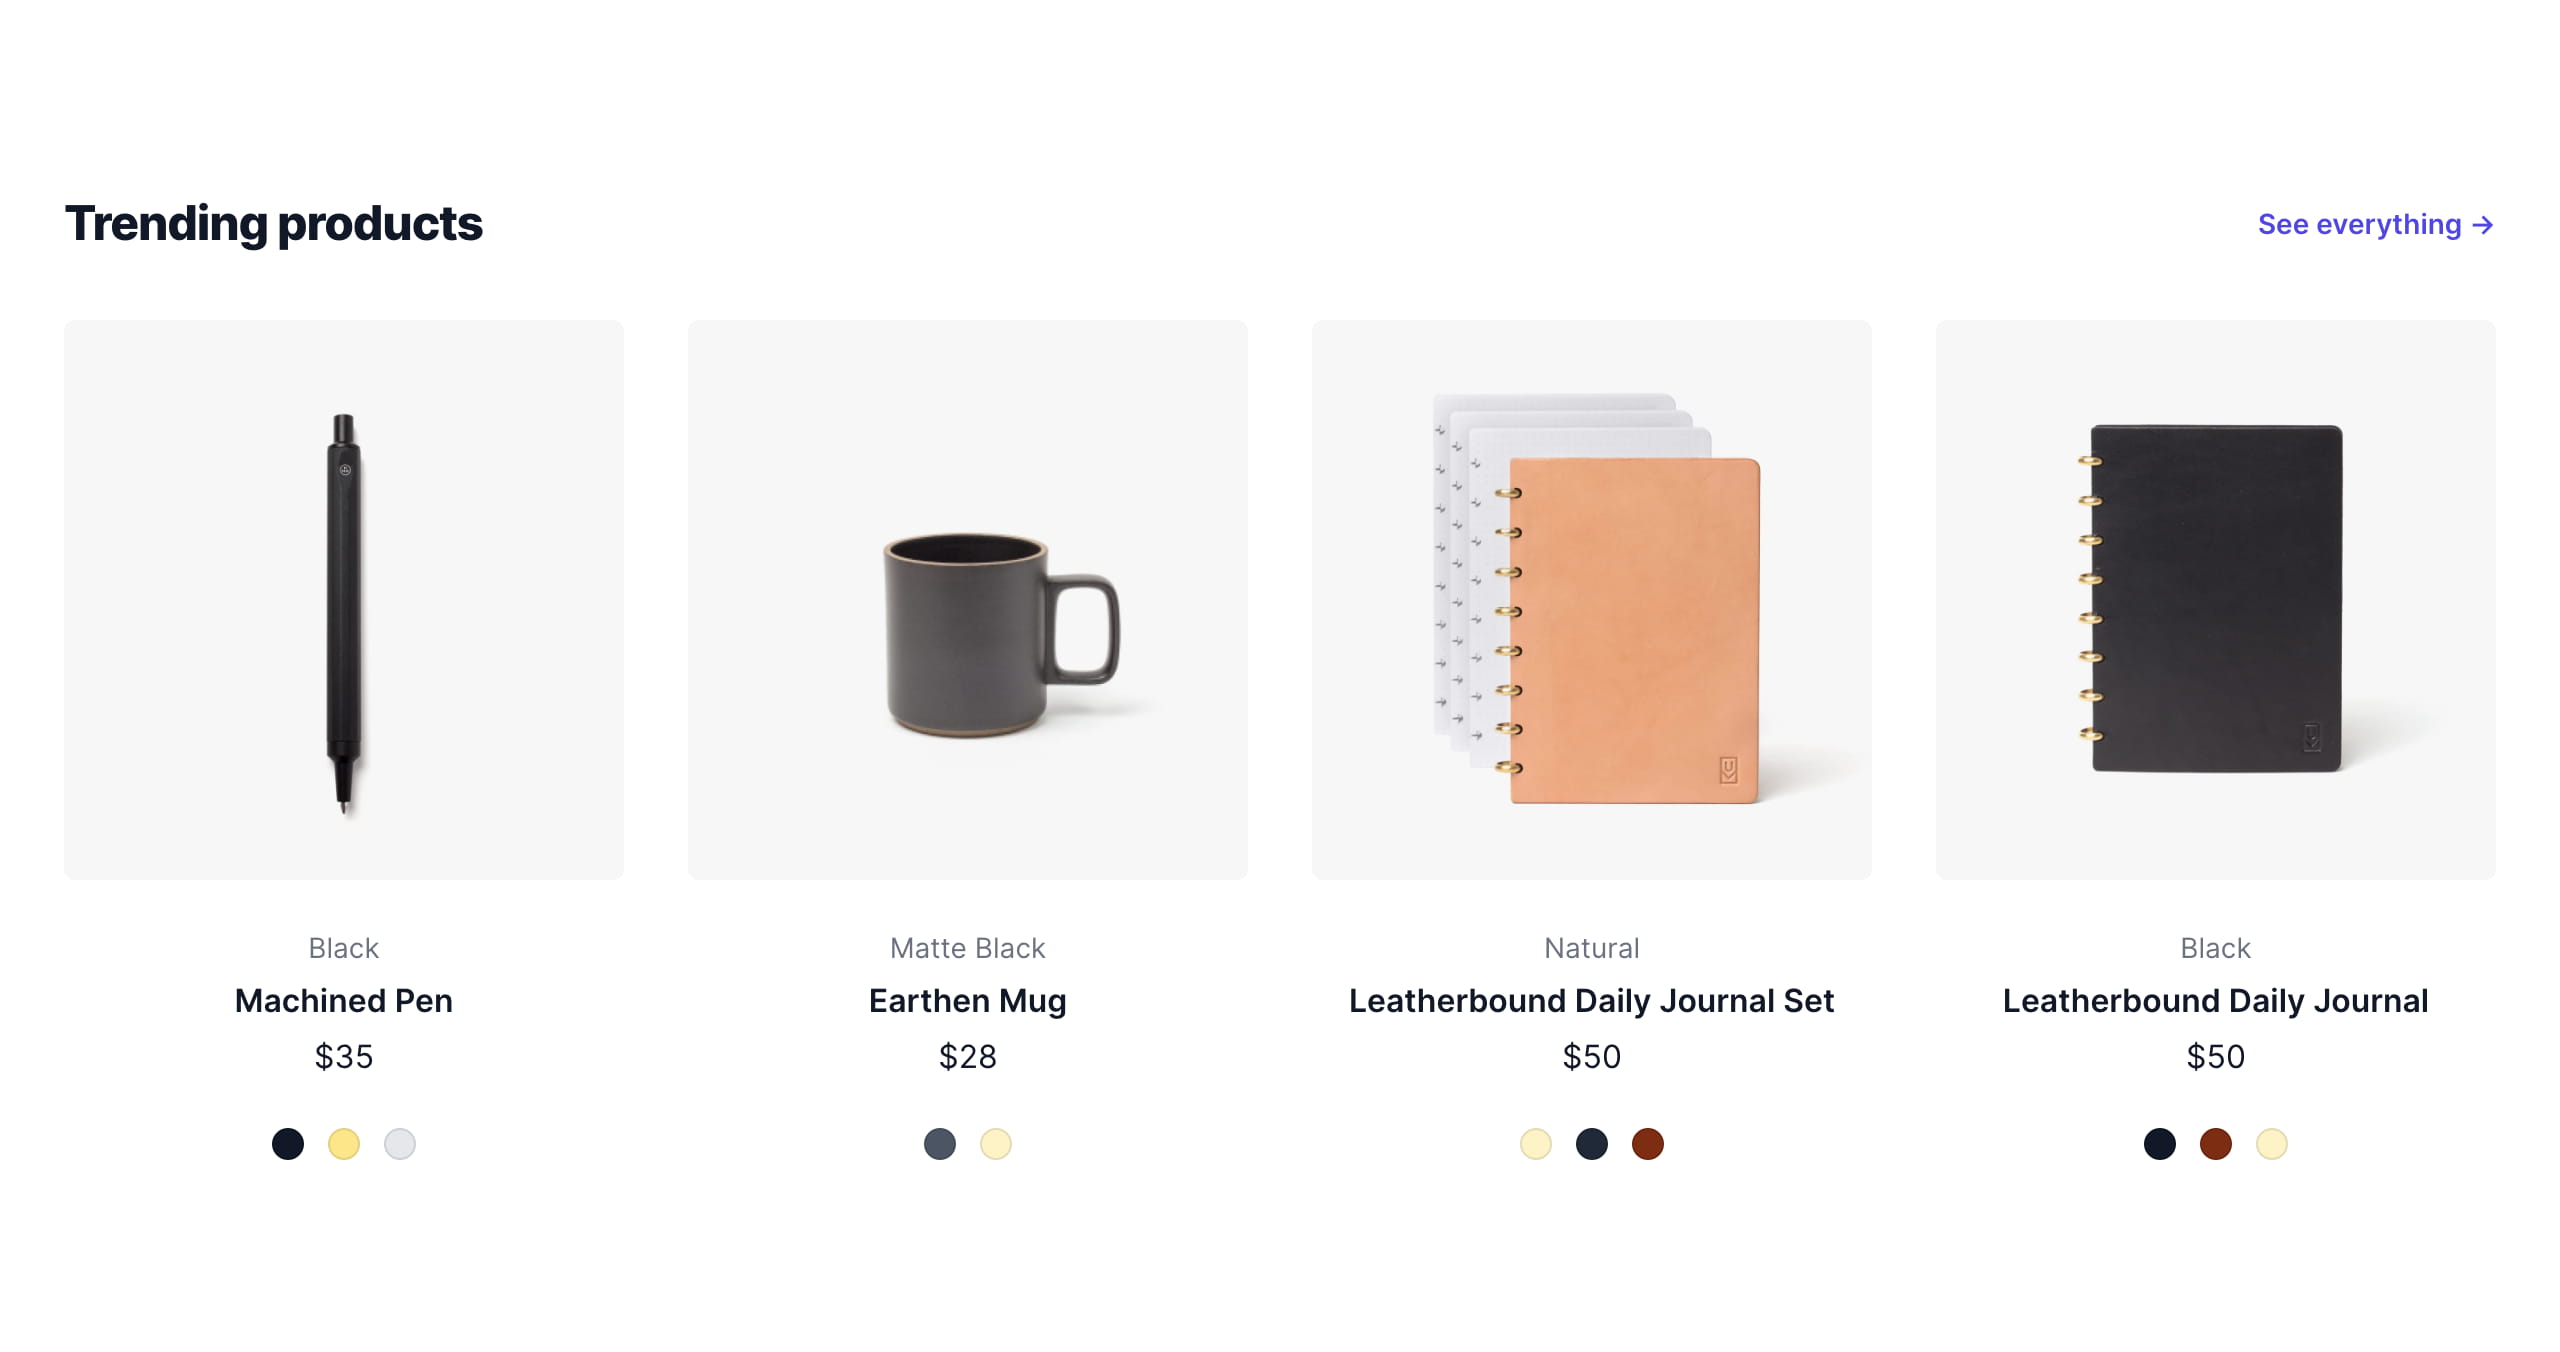 Trending products
See everything →
Black
Machined Pen
$35
Matte Black
Earthen Mug
$28
Natural
Leatherbound Daily Journal Set
$50
Black
Leatherbound Daily Journal
$50